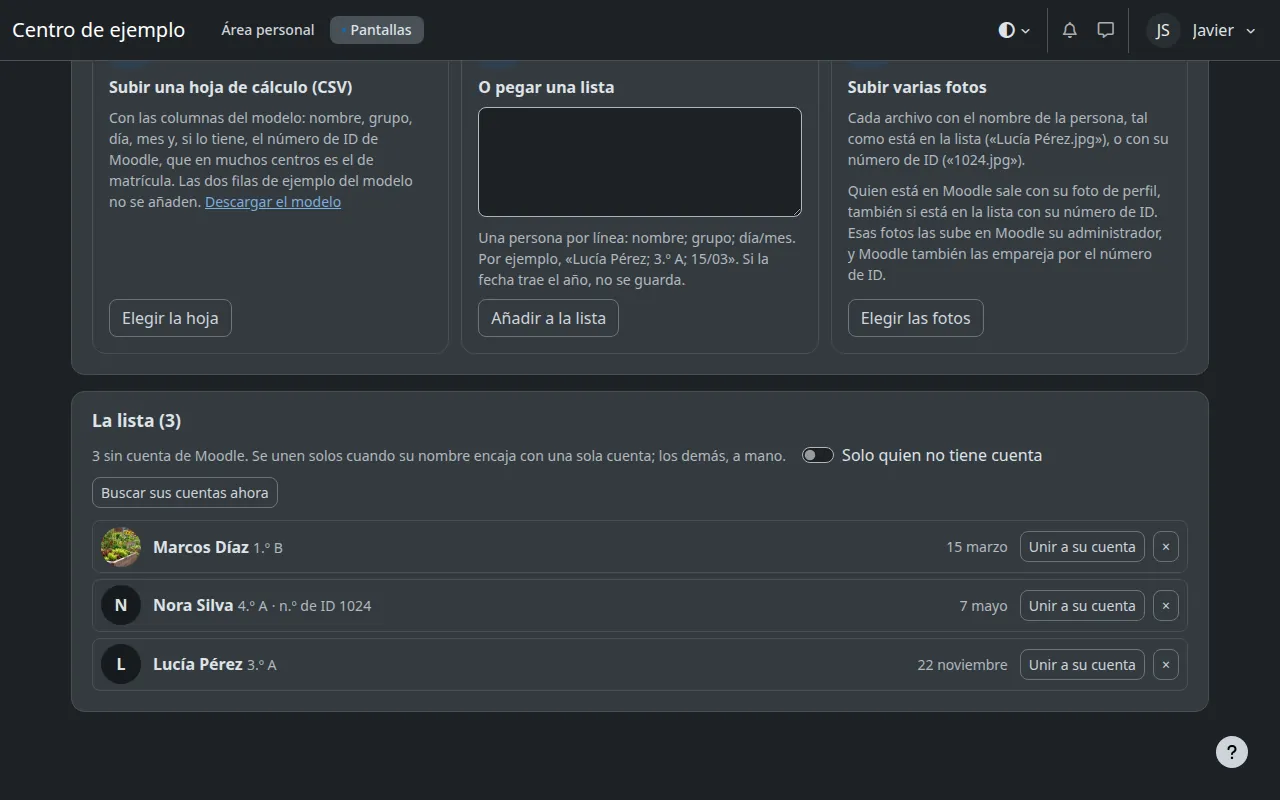 Centro de ejemplo
Área personal
Pantallas
JS
Javier
Subir una hoja de cálculo (CSV)
Con las columnas del modelo: nombre, grupo,
día, mes y, si lo tiene, el número de ID de
Moodle, que en muchos centros es el de
matrícula. Las dos filas de ejemplo del modelo
no se añaden. Descargar el modelo
Elegir la hoja
O pegar una lista
Una persona por línea: nombre; grupo; día/mes.
Por ejemplo, «Lucía Pérez; 3.º A; 15/03». Si la
fecha trae el año, no se guarda.
Añadir a la lista
Subir varias fotos
Cada archivo con el nombre de la persona, tal
como está en la lista («Lucía Pérez.jpg»), o con su
número de ID («1024.jpg»).
Quien está en Moodle sale con su foto de perfil,
también si está en la lista con su número de ID.
Esas fotos las sube en Moodle su administrador,
y Moodle también las empareja por el número
de ID.
Elegir las fotos
La lista (3)
3 sin cuenta de Moodle. Se unen solos cuando su nombre encaja con una sola cuenta; los demás, a mano.
Solo quien no tiene cuenta
Buscar sus cuentas ahora
Marcos Díaz 1.º B
15 marzo
Unir a su cuenta
×
N
Nora Silva 4.º A · n.º de ID 1024
7 mayo
Unir a su cuenta
×
L
Lucía Pérez 3.º A
22 noviembre
Unir a su cuenta
×
?